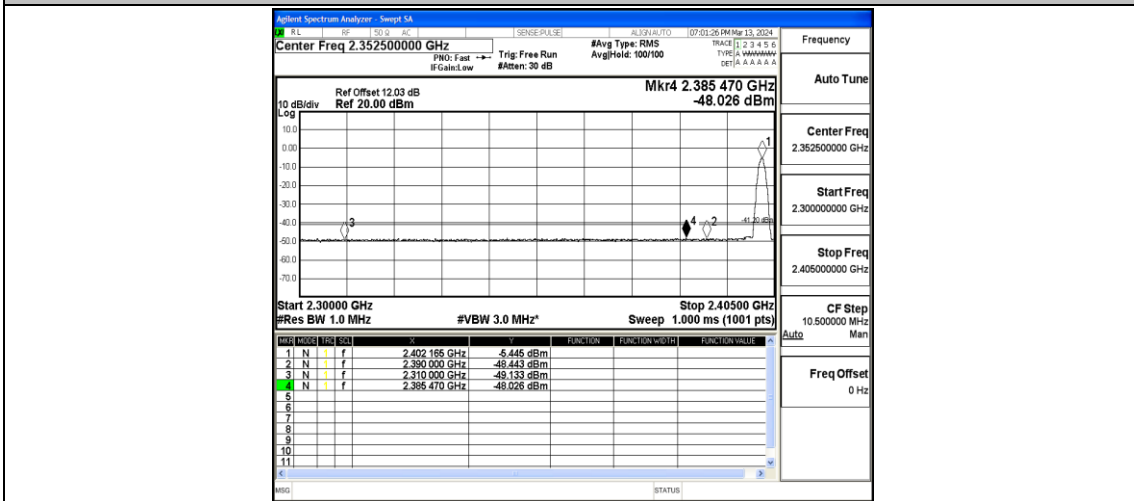 Agilent Spectrum Analyzer - Swept SA
RL RF 50 Ω AC SENSE:PULSE ALIGN AUTO 07:01:26 PM Mar 13, 2024
Center Freq 2.352500000 GHz
PNO: Fast
IFGain:Low
Trig: Free Run
#Atten: 30 dB
#Avg Type: RMS
Avg|Hold: 100/100
TRACE 1 2 3 4 5 6
TYPE A WWWWW
DET A A A A A A
Frequency
Auto Tune
Center Freq
2.352500000 GHz
Start Freq
2.300000000 GHz
Stop Freq
2.405000000 GHz
CF Step
10.500000 MHz
Auto Man
Freq Offset
0 Hz
Mkr4 2.385 470 GHz
-48.026 dBm
Ref Offset 12.03 dB
10 dB/div Ref 20.00 dBm
Log
10.0
0.00
-10.0
-20.0
-30.0
-40.0
-50.0
-60.0
-70.0
1
3
4
2
-41.20 dBm
Start 2.30000 GHz Stop 2.40500 GHz
#Res BW 1.0 MHz #VBW 3.0 MHz* Sweep 1.000 ms (1001 pts)
MKR MODE TRC SCL X Y FUNCTION FUNCTION WIDTH FUNCTION VALUE
1 N 1 f 2.402 165 GHz -5.445 dBm
2 N 1 f 2.390 000 GHz -48.443 dBm
3 N 1 f 2.310 000 GHz -49.133 dBm
4 N 1 f 2.385 470 GHz -48.026 dBm
5
6
7
8
9
10
11
MSG STATUS